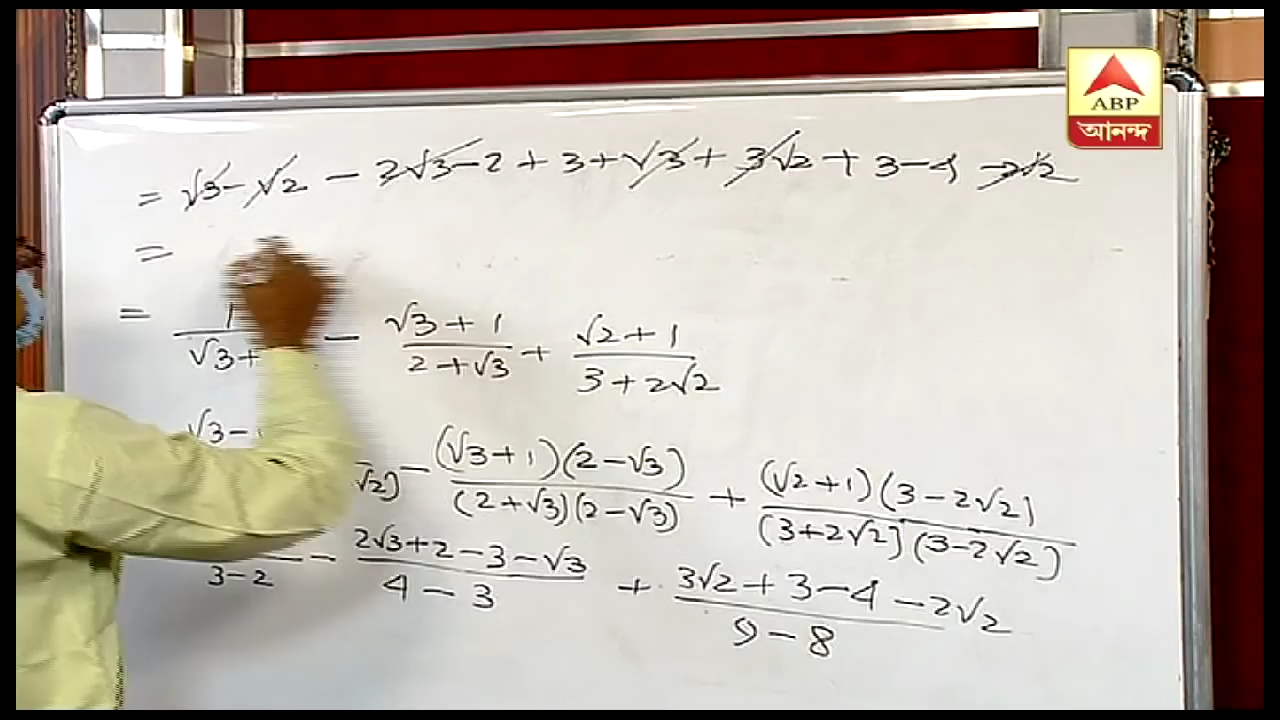 ABP
আনন্দ
= √3 - √2 - 2√3 - 2 + 3 + √3 + 3√2 + 3 - 4 - 2√2
=
= 1/√3+ - √3 + 1/2 + √3 + √2 + 1/3 + 2√2
√3 - √2) - (√3 + 1)(2 - √3)/(2 + √3)(2 - √3) + (√2 + 1)(3 - 2√2)/(3 + 2√2)(3 - 2√2)
3 - 2 - 2√3 + 2 - 3 - √3/4 - 3 + 3√2 + 3 - 4 - 2√2/9 - 8